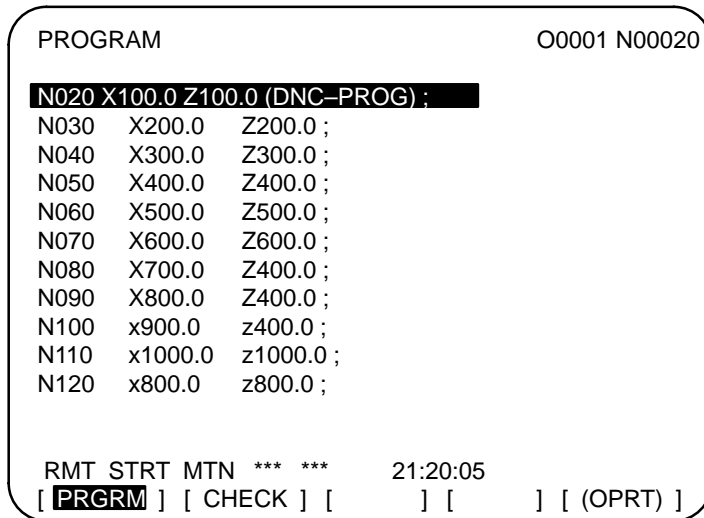 PROGRAM O0001 N00020
N020 X100.0 Z100.0 (DNC–PROG) ;
N030 X200.0 Z200.0 ;
N040 X300.0 Z300.0 ;
N050 X400.0 Z400.0 ;
N060 X500.0 Z500.0 ;
N070 X600.0 Z600.0 ;
N080 X700.0 Z400.0 ;
N090 X800.0 Z400.0 ;
N100 x900.0 z400.0 ;
N110 x1000.0 z1000.0 ;
N120 x800.0 z800.0 ;
RMT STRT MTN *** *** 21:20:05
[ PRGRM ] [ CHECK ] [ ] [ ] [ (OPRT) ]